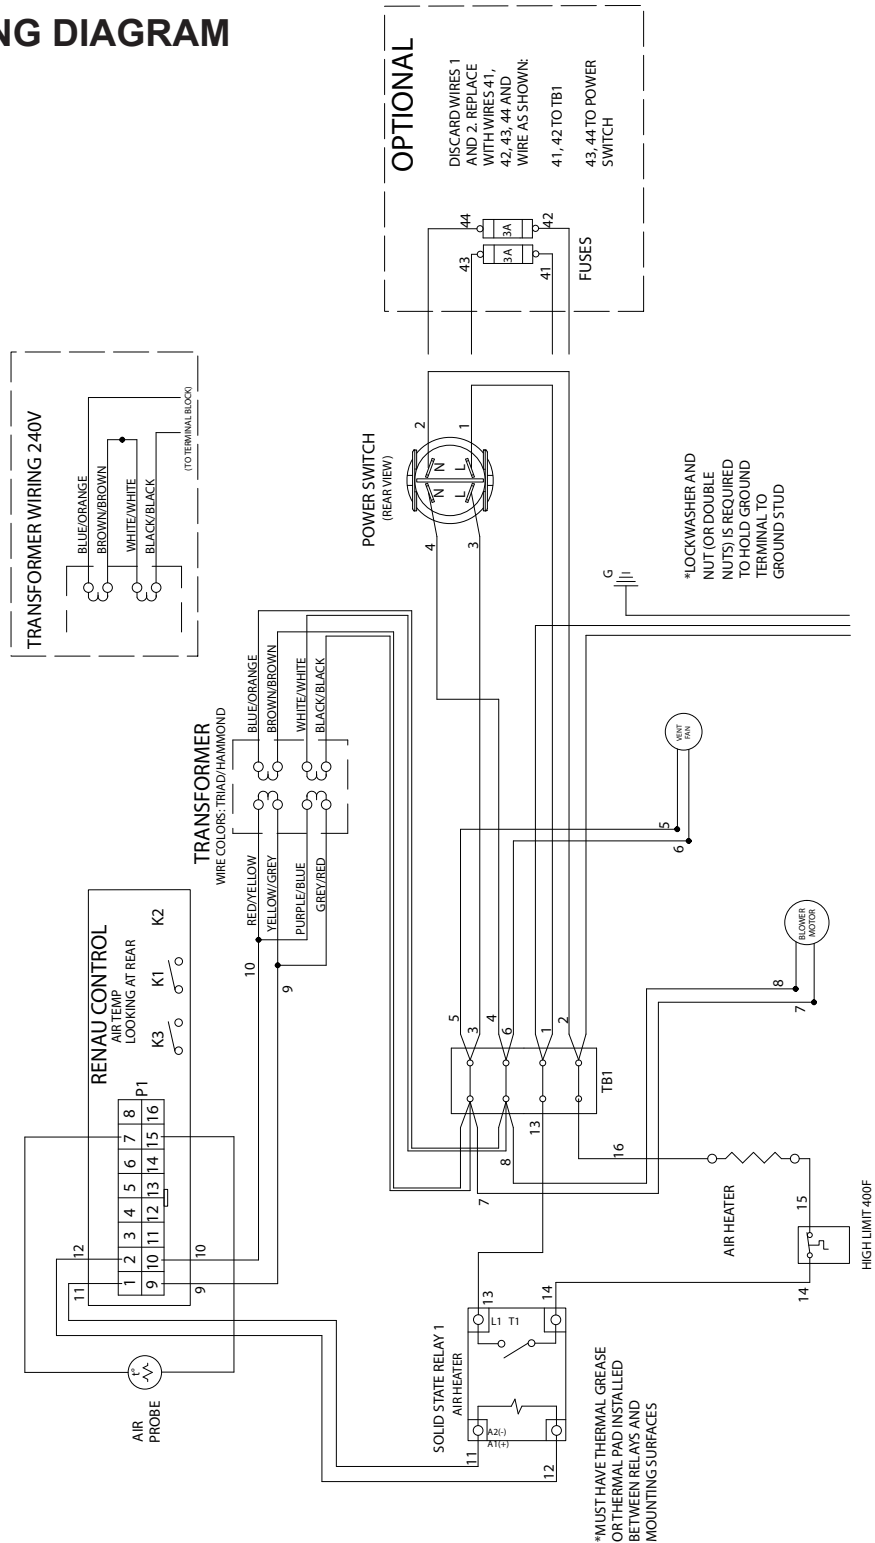 NG DIAGRAM
TRANSFORMER WIRING 240V
BLUE/ORANGE
BROWN/BROWN
WHITE/WHITE
BLACK/BLACK
(TO TERMINAL BLOCK)
OPTIONAL
DISCARD WIRES 1
AND 2. REPLACE
WITH WIRES 41,
42, 43, 44 AND
WIRE AS SHOWN:
41, 42 TO TB1
43, 44 TO POWER
SWITCH
44
43
3A
3A
42
41
FUSES
POWER SWITCH
(REAR VIEW)
2
1
N
N
L
L
4
3
RENAU CONTROL
AIR TEMP
LOOKING AT REAR
K3
K1
K2
P1
1 2 3 4 5 6 7 8
9 10 11 12 13 14 15 16
11
12
9
10
TRANSFORMER
WIRE COLORS: TRIAD/HAMMOND
RED/YELLOW
YELLOW/GREY
PURPLE/BLUE
GREY/RED
BLUE/ORANGE
BROWN/BROWN
WHITE/WHITE
BLACK/BLACK
10
9
AIR
PROBE
t°
G
*LOCKWASHER AND
NUT (OR DOUBLE
NUTS) IS REQUIRED
TO HOLD GROUND
TERMINAL TO
GROUND STUD
VENT
FAN
5
6
BLOWER
MOTOR
8
7
5
3
4
6
1
2
TB1
7
8
13
16
AIR HEATER
15
HIGH LIMIT 400F
14
SOLID STATE RELAY 1
AIR HEATER
13
14
L1 T1
A2(-)
A1(+)
11
12
*MUST HAVE THERMAL GREASE
OR THERMAL PAD INSTALLED
BETWEEN RELAYS AND
MOUNTING SURFACES